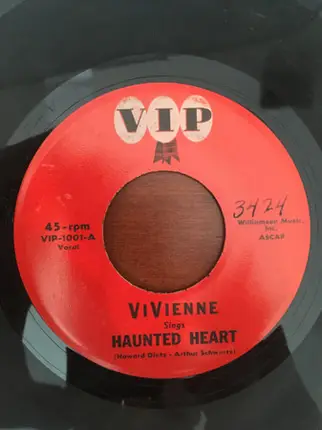 VIP
45-rpm
VIP-1001-A
Vocal
3424
Williamson Music,
Inc.
ASCAP
ViViENNE
Sings
HAUNTED HEART
(Howard Dietz - Arthur Schwartz)